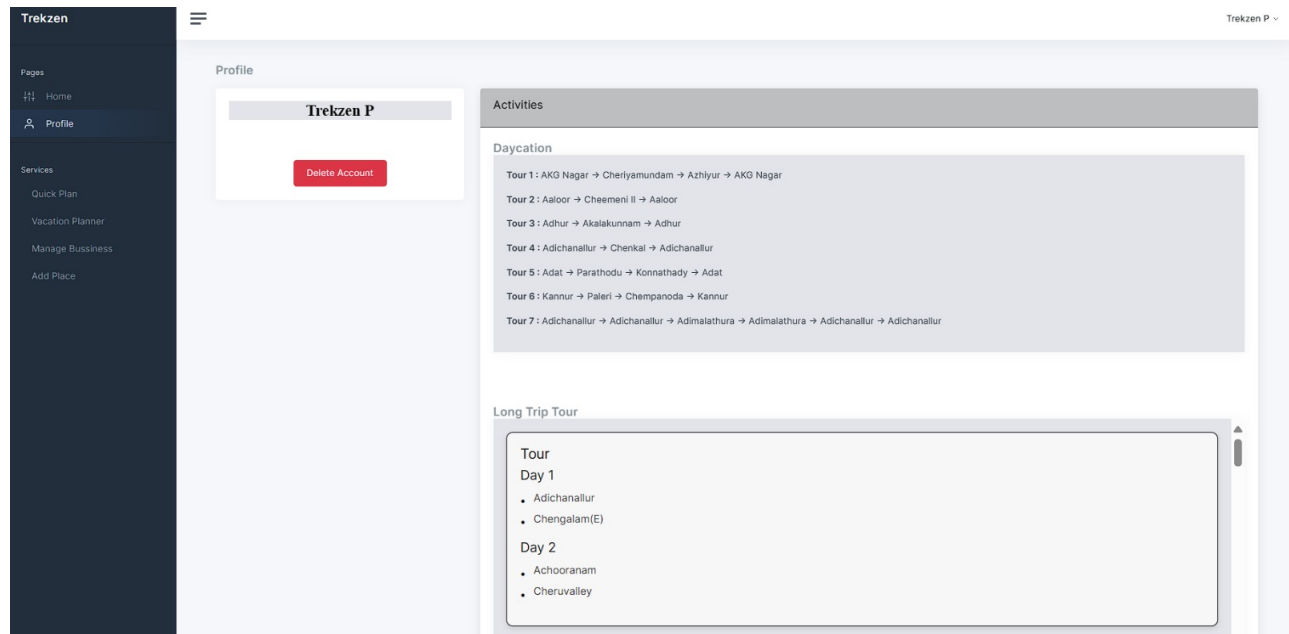 Trekzen
Trekzen P
Pages
Home
Profile
Services
Quick Plan
Vacation Planner
Manage Bussiness
Add Place
Profile
Trekzen P
Delete Account
Activities
Daycation
Tour 1 : AKG Nagar → Cheriyamundam → Azhiyur → AKG Nagar
Tour 2 : Aaloor → Cheemeni II → Aaloor
Tour 3 : Adhur → Akalakunnam → Adhur
Tour 4 : Adichanallur → Chenkal → Adichanallur
Tour 5 : Adat → Parathodu → Konnathady → Adat
Tour 6 : Kannur → Paleri → Chempanoda → Kannur
Tour 7 : Adichanallur → Adichanallur → Adimalathura → Adimalathura → Adichanallur → Adichanallur
Long Trip Tour
Tour
Day 1
• Adichanallur
• Chengalam(E)
Day 2
• Achooranam
• Cheruvalley